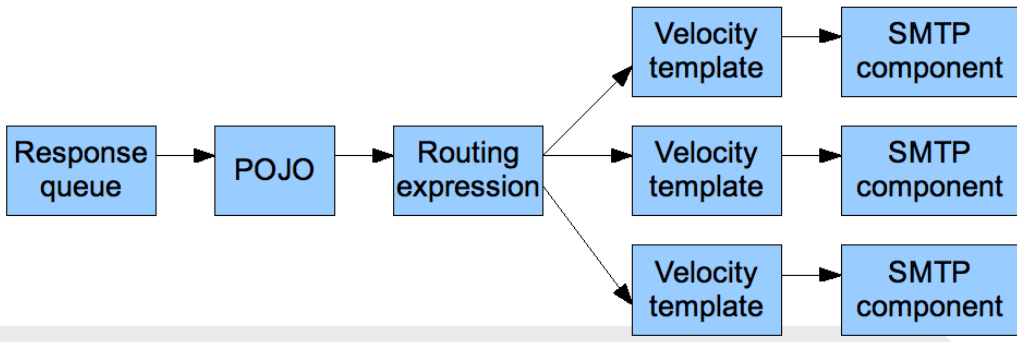 Response
queue
POJO
Routing
expression
Velocity
template
SMTP
component
Velocity
template
SMTP
component
Velocity
template
SMTP
component